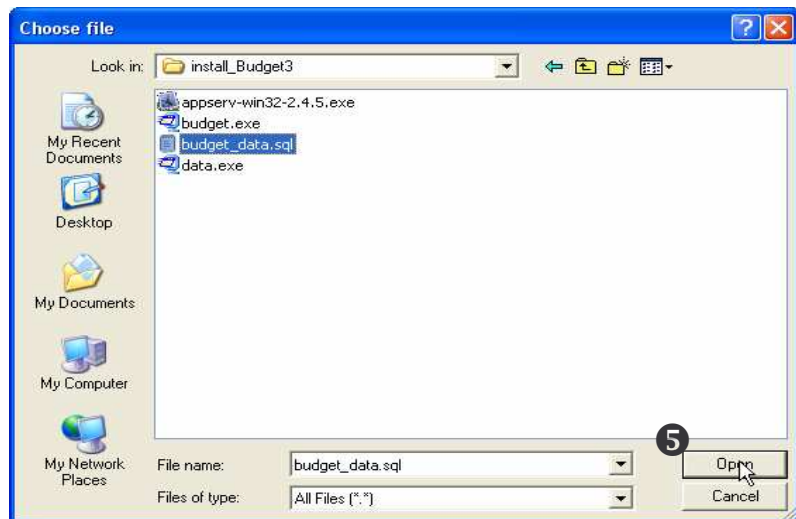 Choose file
Look in:
install_Budget3
appserv-win32-2.4.5.exe
budget.exe
budget_data.sql
data.exe
My Recent
Documents
Desktop
My Documents
My Computer
My Network
Places
File name:
budget_data.sql
Files of type:
All Files (*.*)
5
Open
Cancel